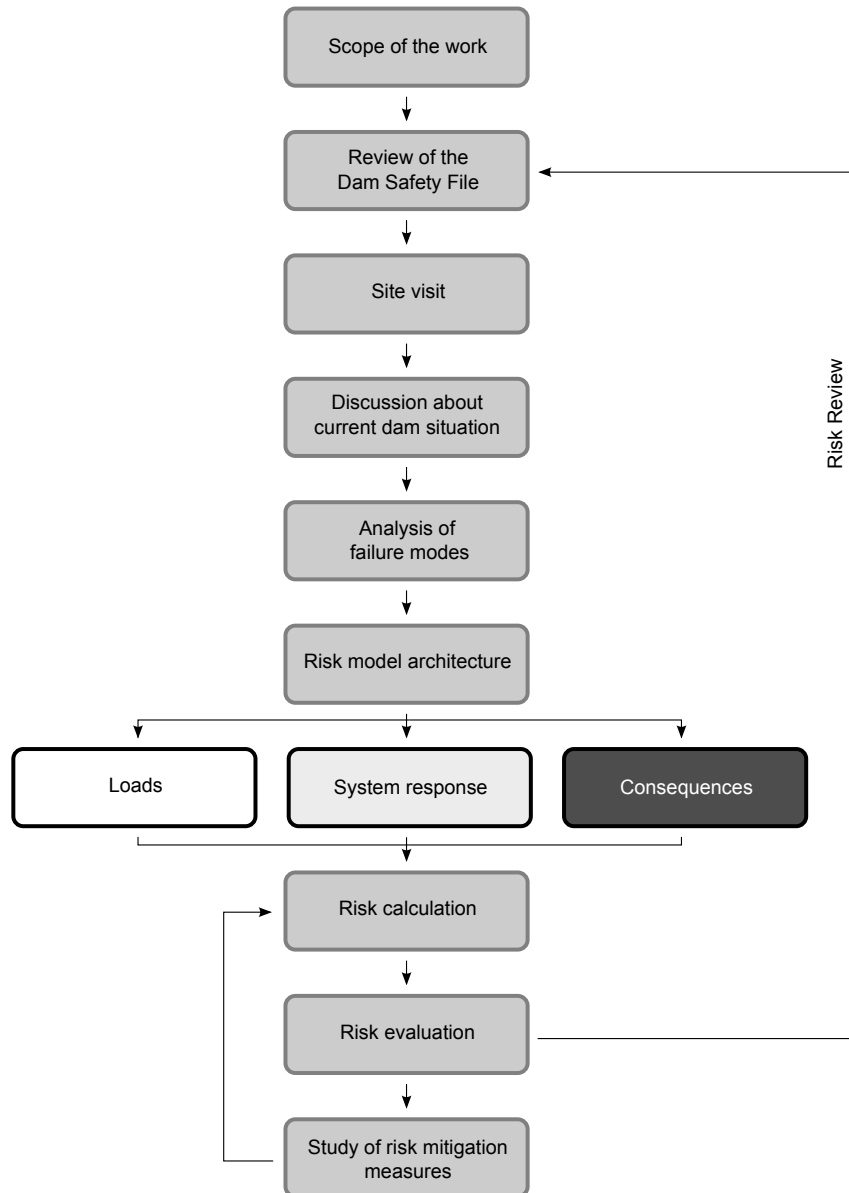 Scope of the work
Review of the
Dam Safety File
Site visit
Discussion about
current dam situation
Risk Review
Analysis of
failure modes
Risk model architecture
Loads
System response
Consequences
Risk calculation
Risk evaluation
Study of risk mitigation
measures